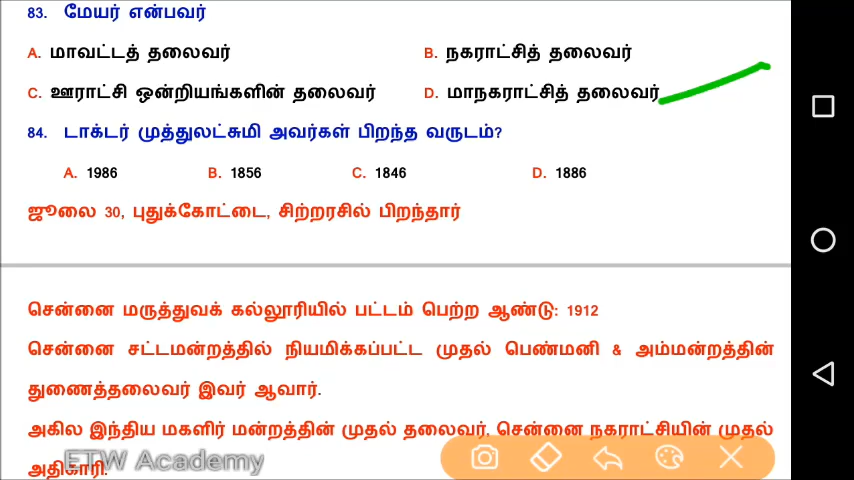 83. மேயர் என்பவர்
A. மாவட்டத் தலைவர் B. நகராட்சித் தலைவர்
C. ஊராட்சி ஒன்றியங்களின் தலைவர் D. மாநகராட்சித் தலைவர்
84. டாக்டர் முத்துலட்சுமி அவர்கள் பிறந்த வருடம்?
A. 1986 B. 1856 C. 1846 D. 1886
ஜூலை 30, புதுக்கோட்டை, சிற்றரசில் பிறந்தார்
சென்னை மருத்துவக் கல்லூரியில் பட்டம் பெற்ற ஆண்டு: 1912
சென்னை சட்டமன்றத்தில் நியமிக்கப்பட்ட முதல் பெண்மனி & அம்மன்றத்தின்
துணைத்தலைவர் இவர் ஆவார்.
அகில இந்திய மகளிர் மன்றத்தின் முதல் தலைவர், சென்னை நகராட்சியின் முதல்
அதிகாரி.
ETW Academy